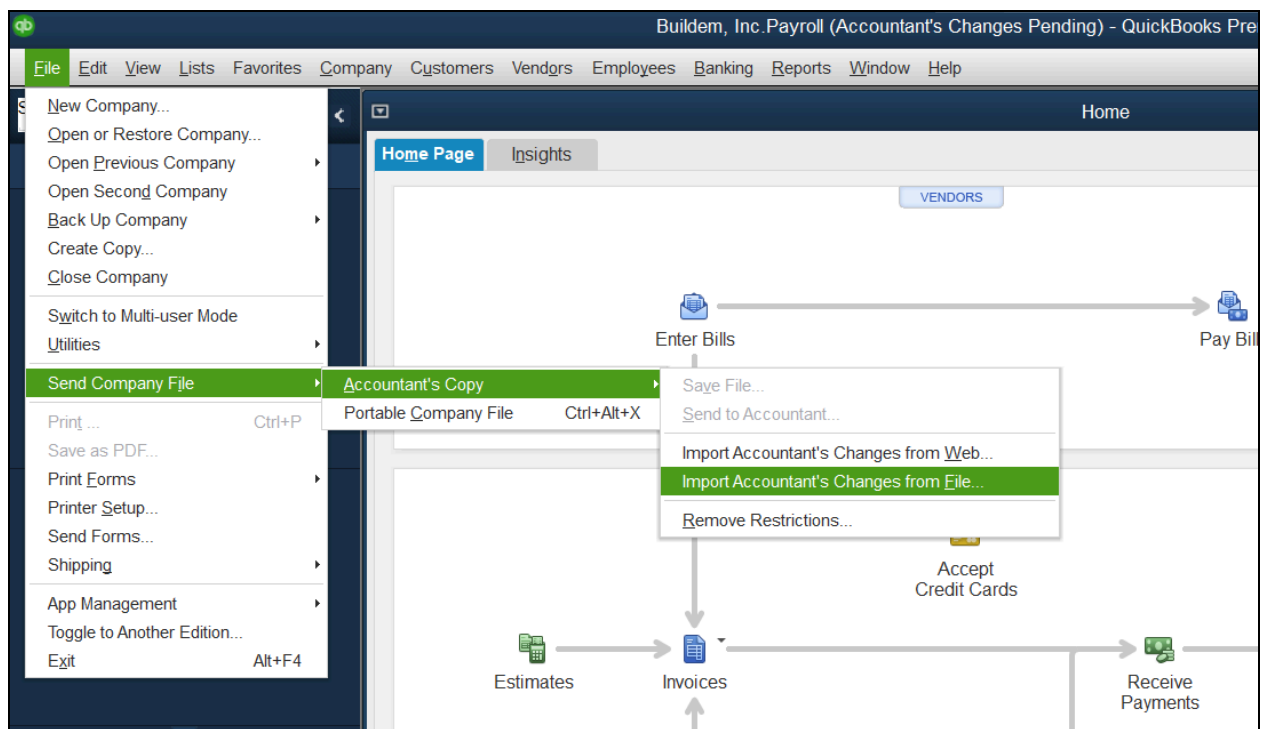 qb
Buildem, Inc.Payroll (Accountant's Changes Pending) - QuickBooks Pre
File Edit View Lists Favorites Company Customers Vendors Employees Banking Reports Window Help
New Company...
Open or Restore Company...
Open Previous Company
Open Second Company
Back Up Company
Create Copy...
Close Company
Switch to Multi-user Mode
Utilities
Send Company File
Print ... Ctrl+P
Save as PDF...
Print Forms
Printer Setup...
Send Forms...
Shipping
App Management
Toggle to Another Edition...
Exit Alt+F4
Accountant's Copy
Portable Company File Ctrl+Alt+X
Save File...
Send to Accountant...
Import Accountant's Changes from Web...
Import Accountant's Changes from File...
Remove Restrictions...
Home
Home Page Insights
VENDORS
Enter Bills
Pay Bill
Accept
Credit Cards
Estimates
Invoices
Receive
Payments